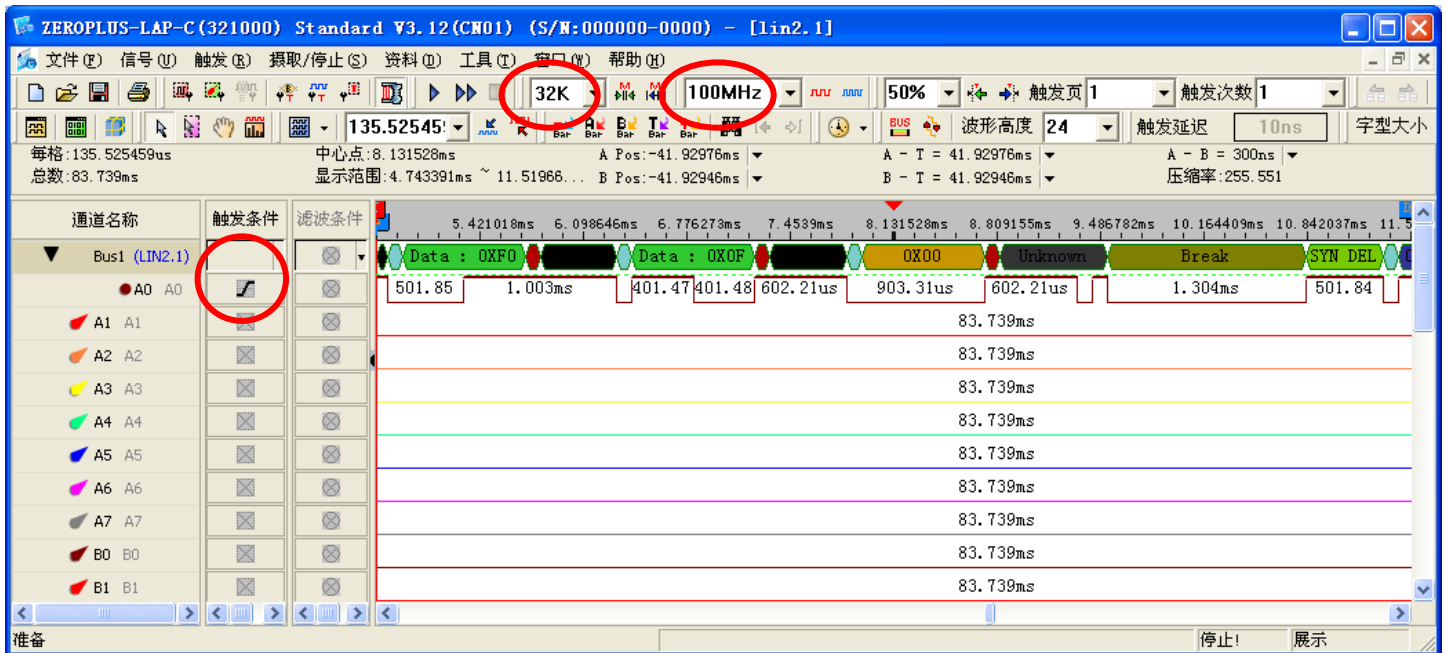 ZEROPLUS-LAP-C(321000) Standard V3.12(CN01) (S/N:000000-0000) - [lin2.1]
文件(F) 信号(U) 触发(R) 摄取/停止(S) 资料(D) 工具(T) 窗口(W) 帮助(H)
32K 100MHz 50% 触发页 1 触发次数 1
135.52545 Bar Bar Bar Bar BUS 波形高度 24 触发延迟 10ns 字型大小
每格:135.525459us 中心点:8.131528ms A Pos:-41.92976ms A - T = 41.92976ms A - B = 300ns
总数:83.739ms 显示范围:4.743391ms ~ 11.51966... B Pos:-41.92946ms B - T = 41.92946ms 压缩率:255.551
通道名称 触发条件 滤波条件 5.421018ms 6.098646ms 6.776273ms 7.4539ms 8.131528ms 8.809155ms 9.486782ms 10.164409ms 10.842037ms 11.5
Bus1 (LIN2.1) Data : 0XF0 Data : 0X0F 0X00 Unknown Break SYN DEL
A0 A0 501.85 1.003ms 401.47 401.48 602.21us 903.31us 602.21us 1.304ms 501.84
A1 A1 83.739ms
A2 A2 83.739ms
A3 A3 83.739ms
A4 A4 83.739ms
A5 A5 83.739ms
A6 A6 83.739ms
A7 A7 83.739ms
B0 B0 83.739ms
B1 B1 83.739ms
准备 停止! 展示